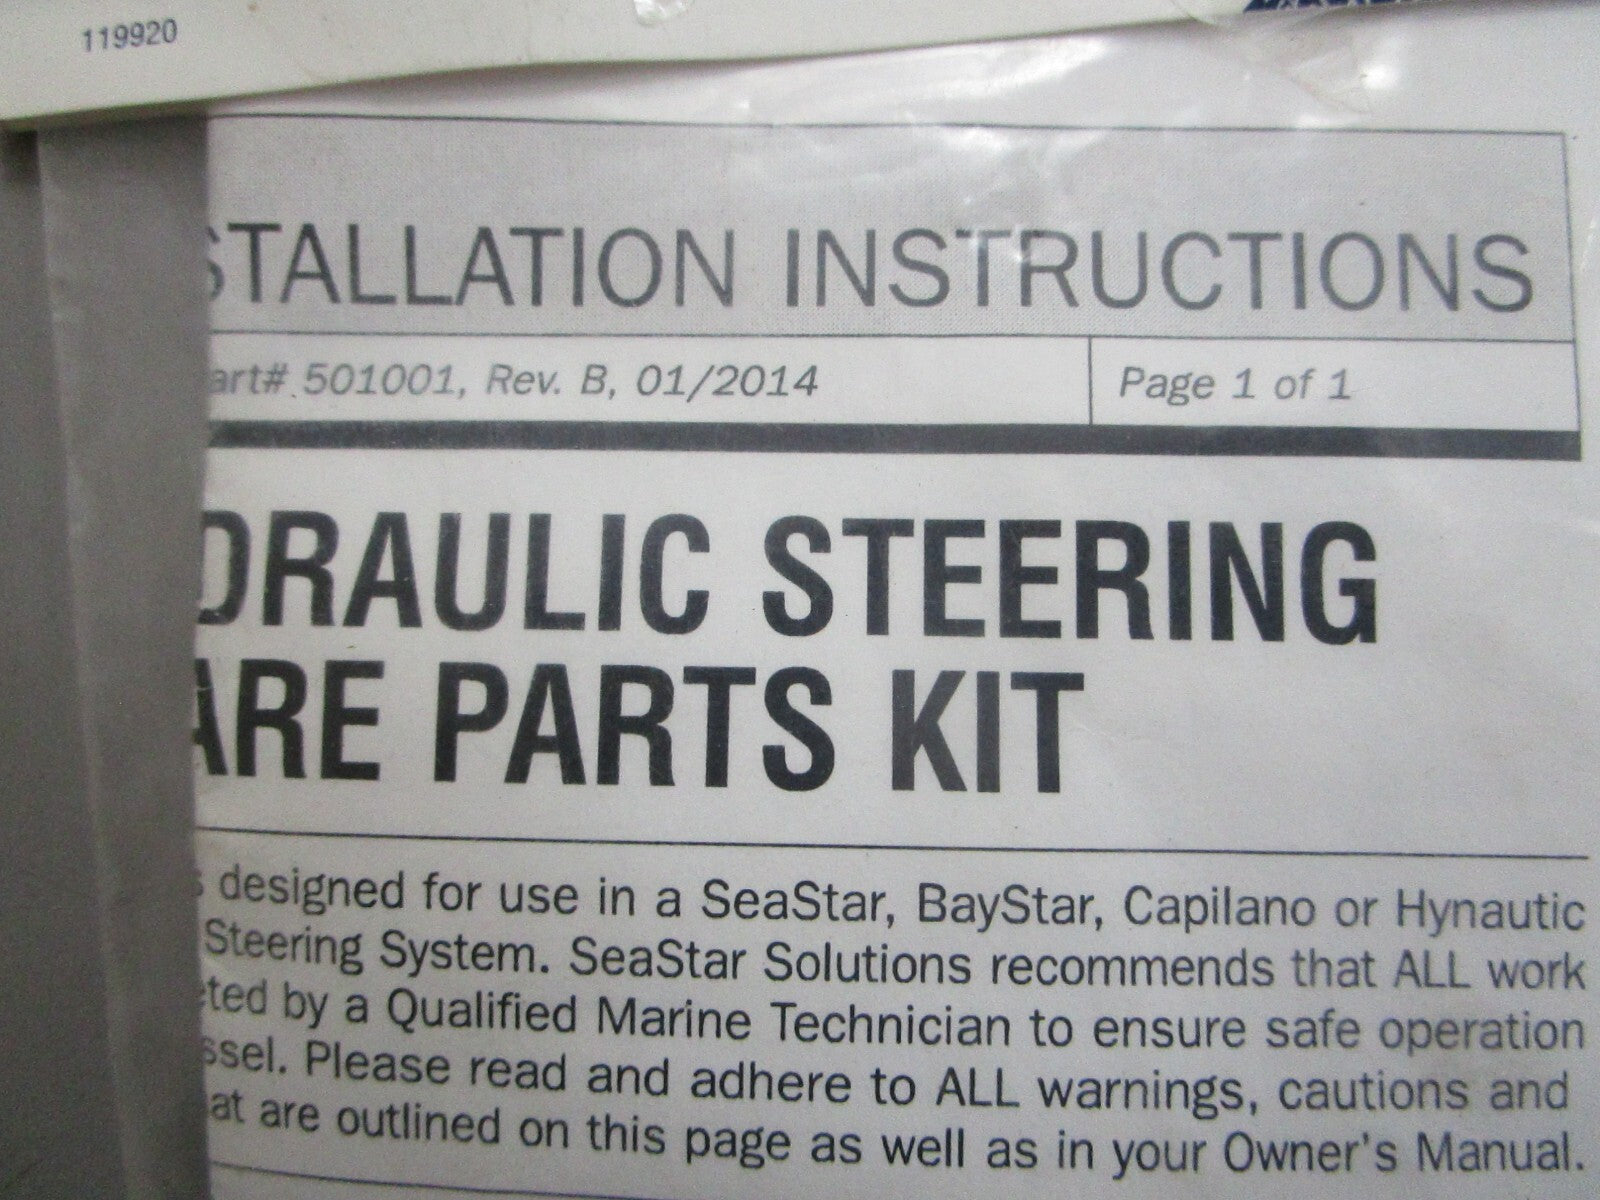 119920
STALLATION INSTRUCTIONS
art# 501001, Rev. B, 01/2014
Page 1 of 1
DRAULIC STEERING
ARE PARTS KIT
s designed for use in a SeaStar, BayStar, Capilano or Hynautic
Steering System. SeaStar Solutions recommends that ALL work
ted by a Qualified Marine Technician to ensure safe operation
ssel. Please read and adhere to ALL warnings, cautions and
at are outlined on this page as well as in your Owner's Manual.